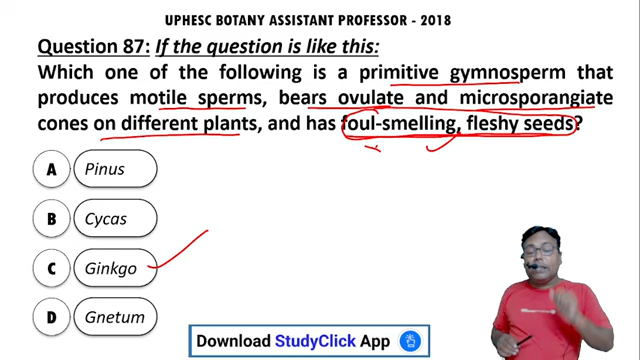 UPHESC BOTANY ASSISTANT PROFESSOR - 2018
Question 87: If the question is like this:
Which one of the following is a primitive gymnosperm that
produces motile sperms, bears ovulate and microsporangiate
cones on different plants, and has foul-smelling, fleshy seeds?
A Pinus
B Cycas
C Ginkgo
D Gnetum
Download StudyClick App